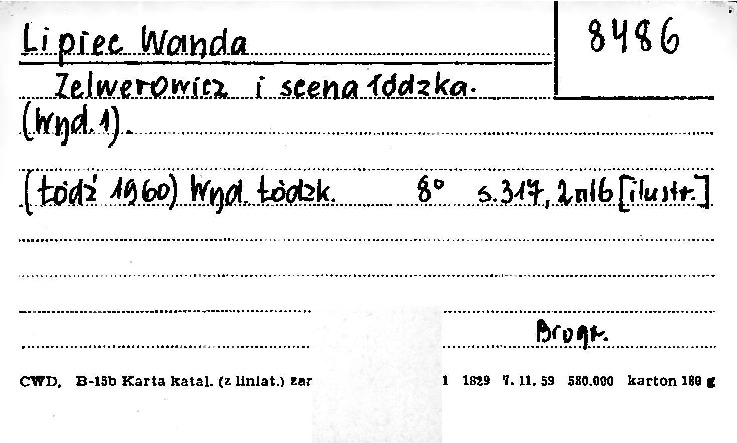 Lipiec Wanda
8486
Zelwerowicz i scena łódzka.
(Wyd. 1).
(Łódź 1960) Wyd. Łódzk. 8° s. 317, 2 nlb [ilustr.]
CWD, B-15b Karta katal. (z liniat.) zar 1 1829 7. 11. 59 580.000 karton 180 g